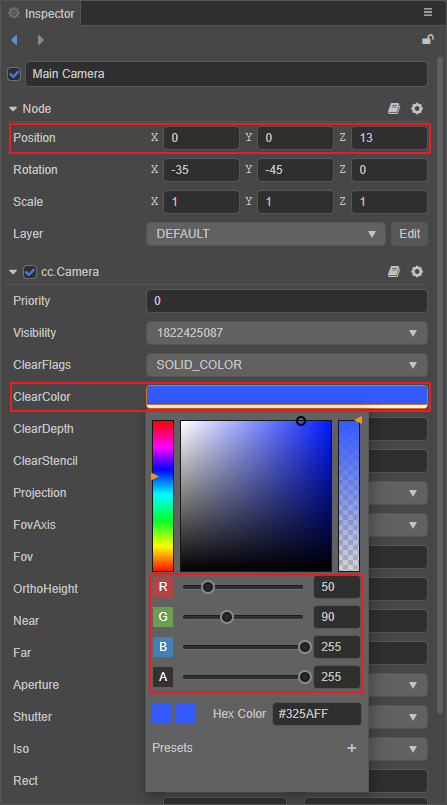 Inspector
Main Camera
Node
Position X 0 Y 0 Z 13
Rotation X -35 Y -45 Z 0
Scale X 1 Y 1 Z 1
Layer DEFAULT Edit
cc.Camera
Priority 0
Visibility 1822425087
ClearFlags SOLID_COLOR
ClearColor
ClearDepth
ClearStencil
Projection
FovAxis
Fov
OrthoHeight
Near
Far
Aperture
Shutter
Iso
Rect
R 50
G 90
B 255
A 255
Hex Color #325AFF
Presets +